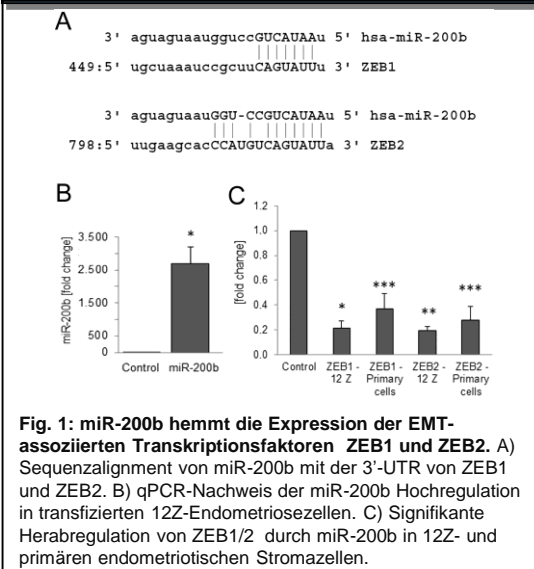 A
3' aguaguaaugguccGUCAUAAu 5' hsa-miR-200b
449:5' ugcuaaauccgcuuCAGUAUUu 3' ZEB1
3' aguaguaauGGU-CCGUCAUAAu 5' hsa-miR-200b
798:5' uugaagcacCCAUGUCAGUAUUa 3' ZEB2
B
miR-200b [fold change]
3.500
2.500
1.500
500
0
*
Control miR-200b
C
[fold change]
1.2
1.0
0.8
0.6
0.4
0.2
0.0
* *** ** ***
Control ZEB1 - ZEB1 - ZEB2 - ZEB2 -
12 Z Primary 12 Z Primary
cells cells
Fig. 1: miR-200b hemmt die Expression der EMT-
assoziierten Transkriptionsfaktoren ZEB1 und ZEB2. A)
Sequenzalignment von miR-200b mit der 3'-UTR von ZEB1
und ZEB2. B) qPCR-Nachweis der miR-200b Hochregulation
in transfizierten 12Z-Endometriosezellen. C) Signifikante
Herabregulation von ZEB1/2 durch miR-200b in 12Z- und
primären endometriotischen Stromazellen.